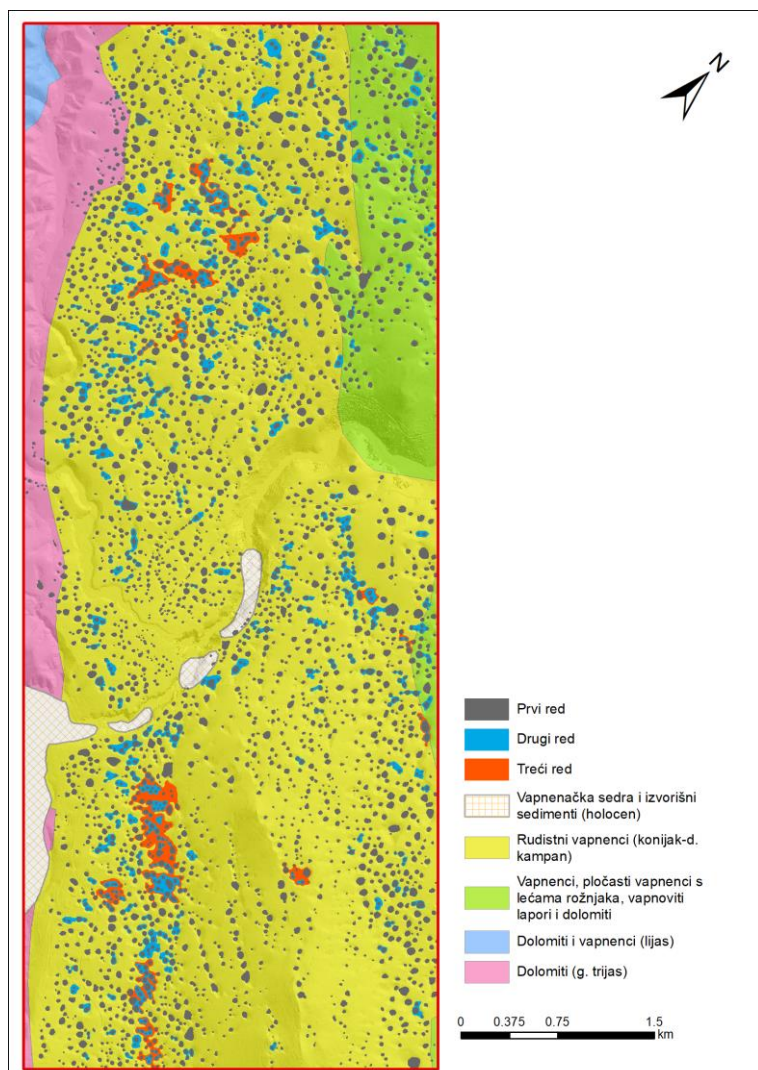 N
Prvi red
Drugi red
Treći red
Vapnenačka sedra i izvorišni
sedimenti (holocen)
Rudistni vapnenci (konijak-d.
kampan)
Vapnenci, pločasti vapnenci s
lećama rožnjaka, vapnoviti
lapori i dolomiti
Dolomiti i vapnenci (lijas)
Dolomiti (g. trijas)
0 0.375 0.75 1.5
km